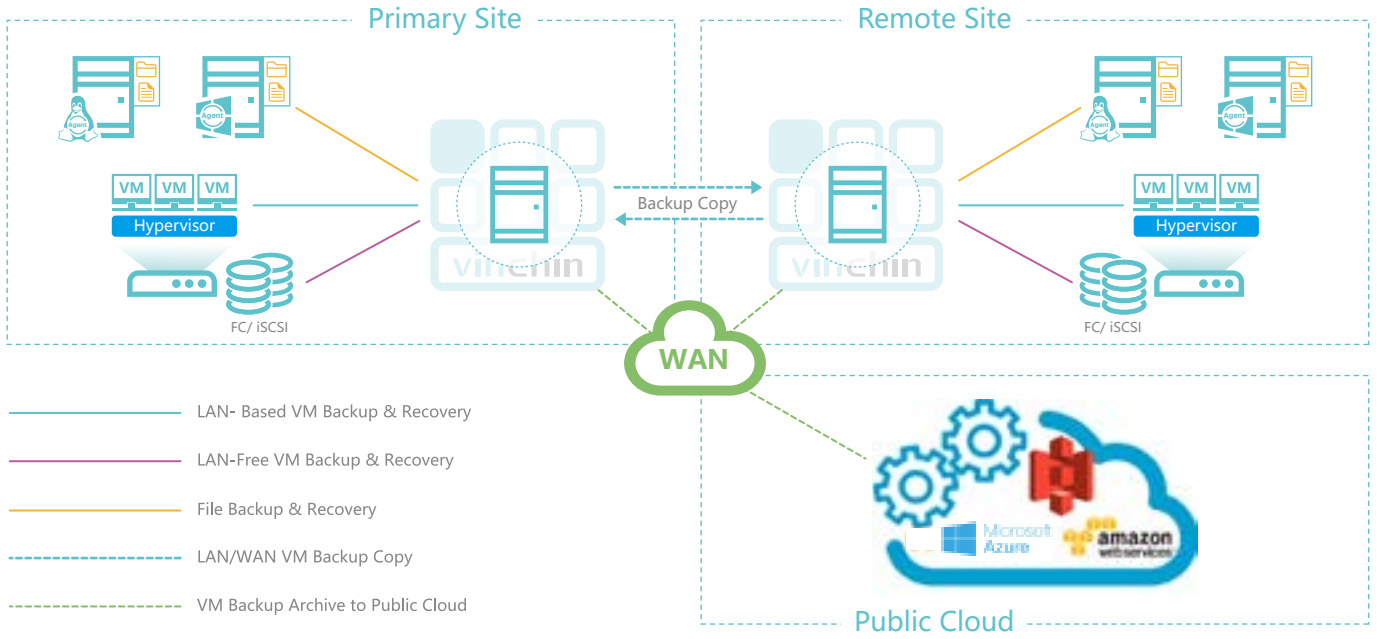 Primary Site
Remote Site
Agent
Agent
Agent
Agent
VM VM VM
Hypervisor
Backup Copy
VM VM VM
Hypervisor
vinchin
vinchin
FC/ iSCSI
FC/ iSCSI
WAN
LAN- Based VM Backup & Recovery
LAN-Free VM Backup & Recovery
File Backup & Recovery
LAN/WAN VM Backup Copy
VM Backup Archive to Public Cloud
Microsoft
Azure
amazon
webservices
Public Cloud